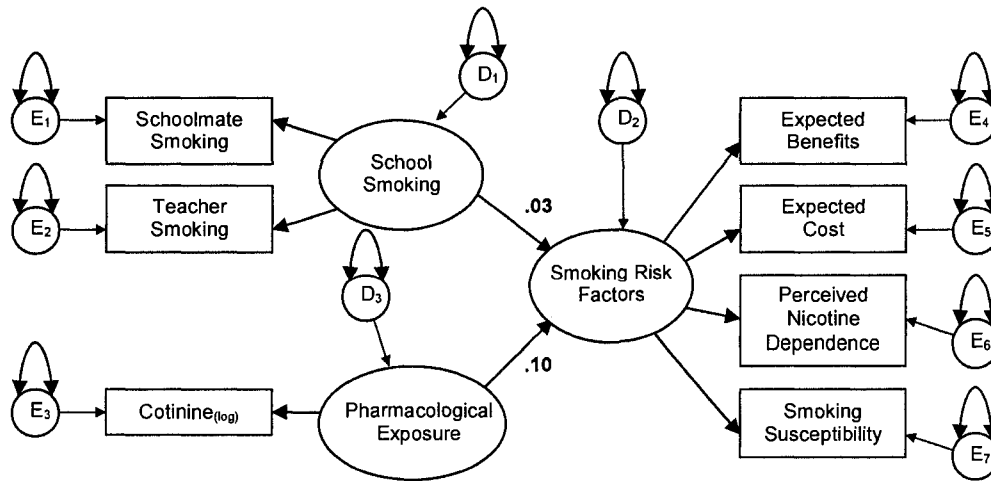 D1
E1
Schoolmate
Smoking
School
Smoking
D2
Expected
Benefits
E4
E2
Teacher
Smoking
.03
Expected
Cost
E5
D3
Smoking Risk
Factors
Perceived
Nicotine
Dependence
E6
.10
E3
Cotinine(log)
Pharmacological
Exposure
Smoking
Susceptibility
E7